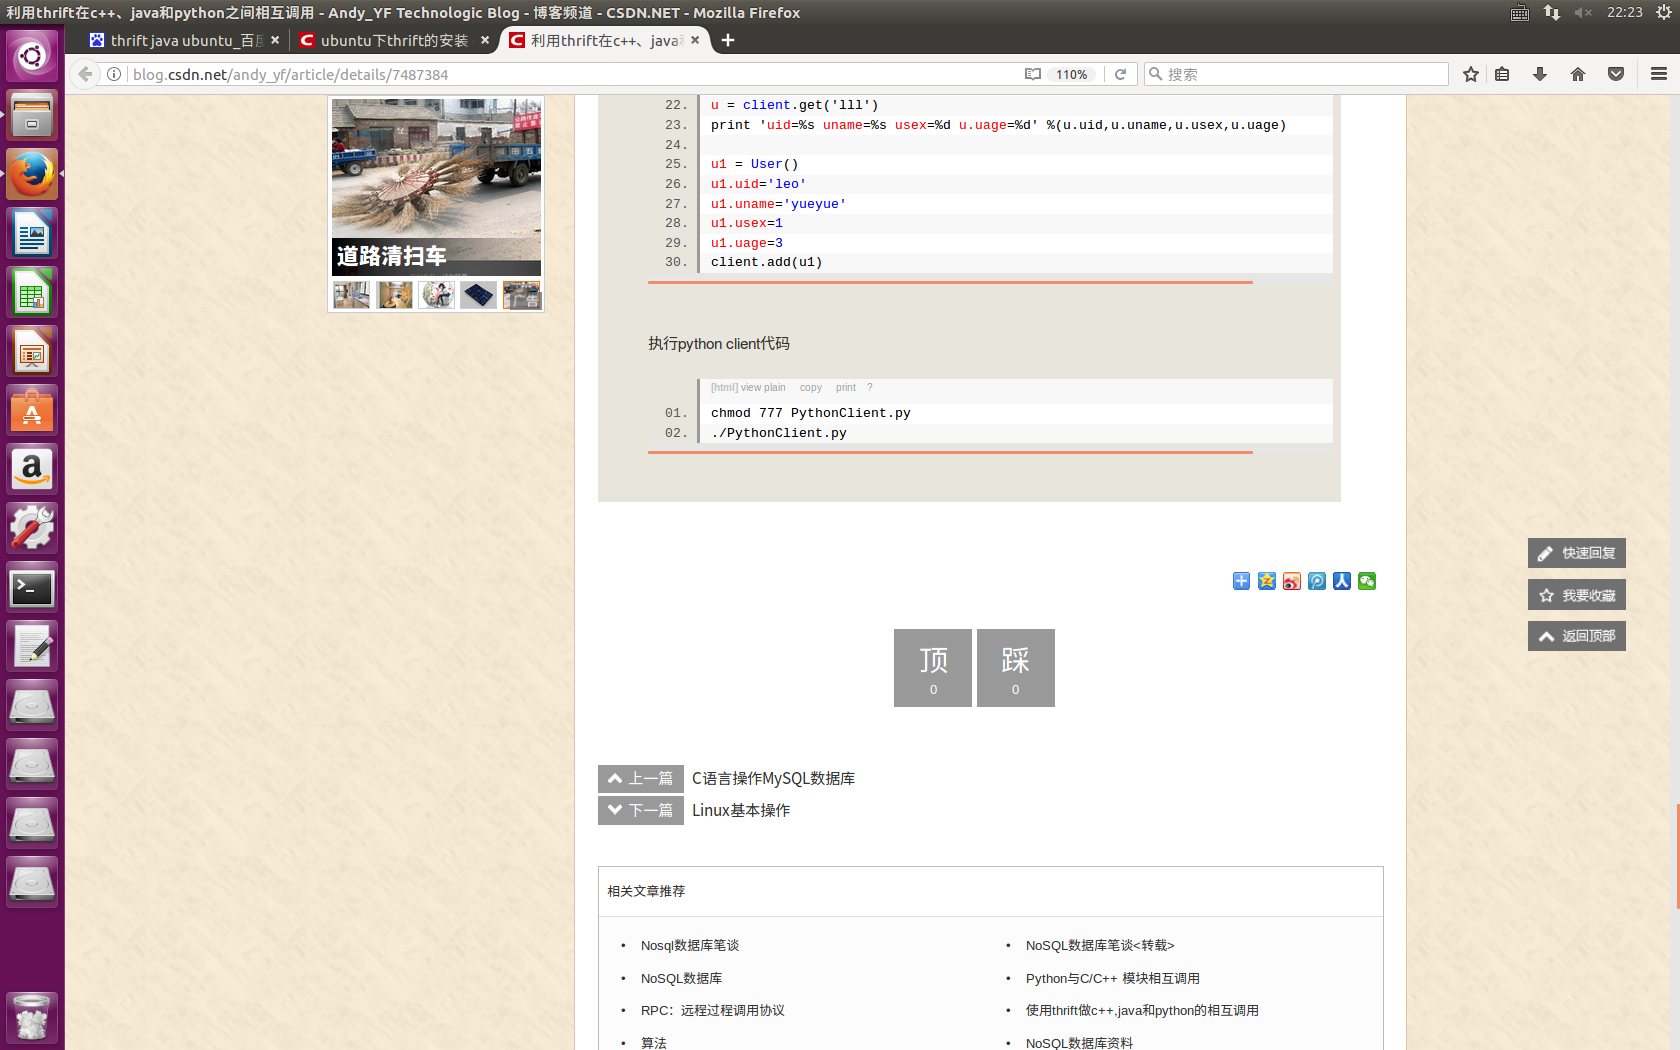 利用thrift在c++、java和python之间相互调用 - Andy_YF Technologic Blog - 博客频道 - CSDN.NET - Mozilla Firefox
22:23
thrift java ubuntu_百度
ubuntu下thrift的安装
利用thrift在c++、java和
blog.csdn.net/andy_yf/article/details/7487384
110%
搜索
22. u = client.get('lll')
23. print 'uid=%s uname=%s usex=%d u.uage=%d' %(u.uid,u.uname,u.usex,u.uage)
24.
25. u1 = User()
26. u1.uid='leo'
27. u1.uname='yueyue'
28. u1.usex=1
29. u1.uage=3
30. client.add(u1)
道路清扫车
广告
执行python client代码
[html] view plain copy print ?
01. chmod 777 PythonClient.py
02. ./PythonClient.py
快速回复
我要收藏
返回顶部
顶 踩
0 0
上一篇 C语言操作MySQL数据库
下一篇 Linux基本操作
相关文章推荐
• Nosql数据库笔谈
• NoSQL数据库笔谈<转载>
• NoSQL数据库
• Python与C/C++ 模块相互调用
• RPC：远程过程调用协议
• 使用thrift做c++,java和python的相互调用
• 算法
• NoSQL数据库资料